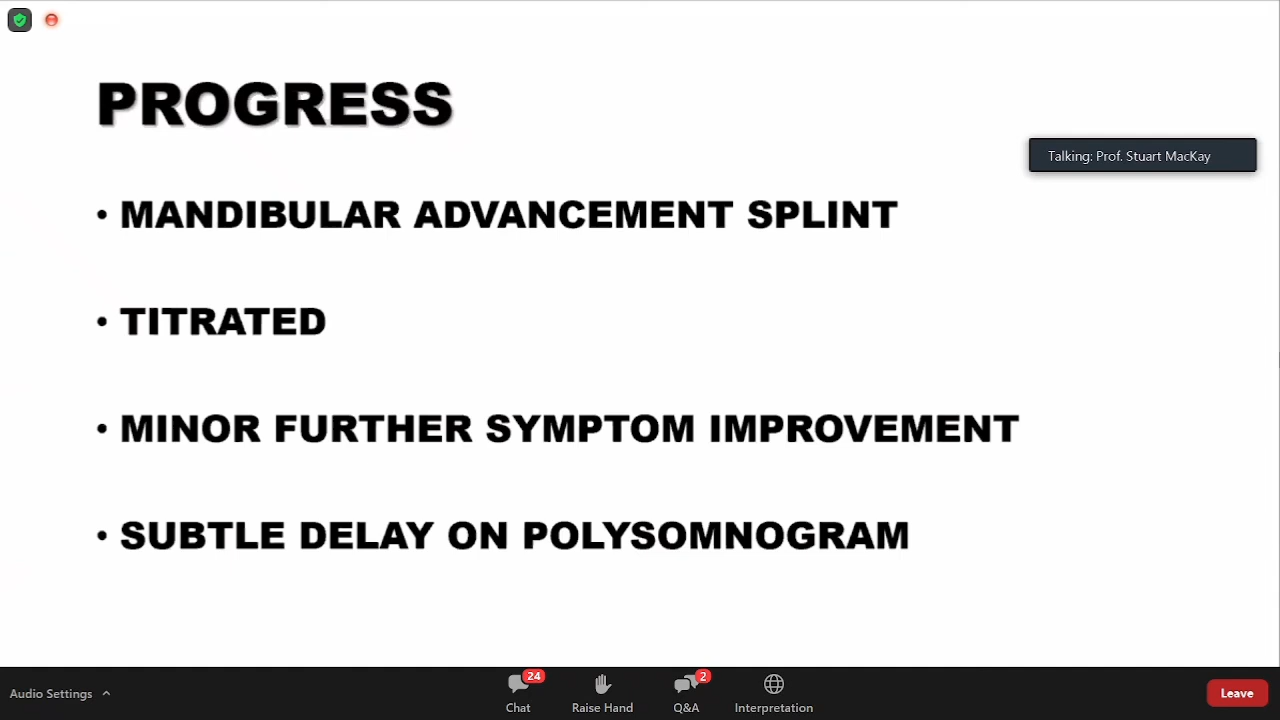 PROGRESS
Talking: Prof. Stuart MacKay
• MANDIBULAR ADVANCEMENT SPLINT
• TITRATED
• MINOR FURTHER SYMPTOM IMPROVEMENT
• SUBTLE DELAY ON POLYSOMNOGRAM
Audio Settings
24
Chat
Raise Hand
2
Q&A
Interpretation
Leave